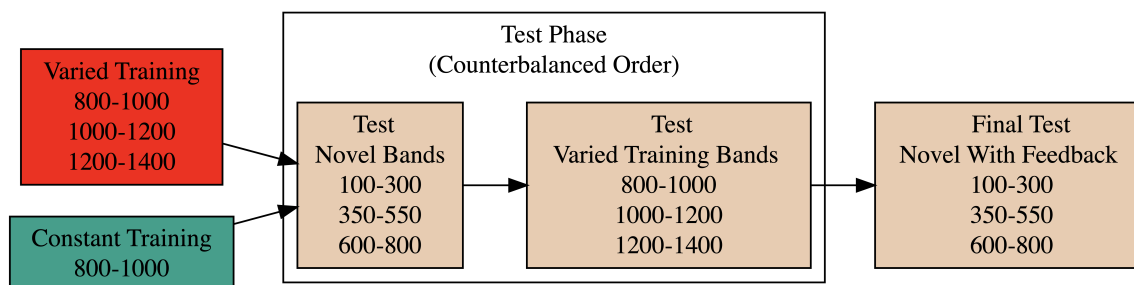 Varied Training
800-1000
1000-1200
1200-1400
Constant Training
800-1000
Test Phase
(Counterbalanced Order)
Test
Novel Bands
100-300
350-550
600-800
Test
Varied Training Bands
800-1000
1000-1200
1200-1400
Final Test
Novel With Feedback
100-300
350-550
600-800